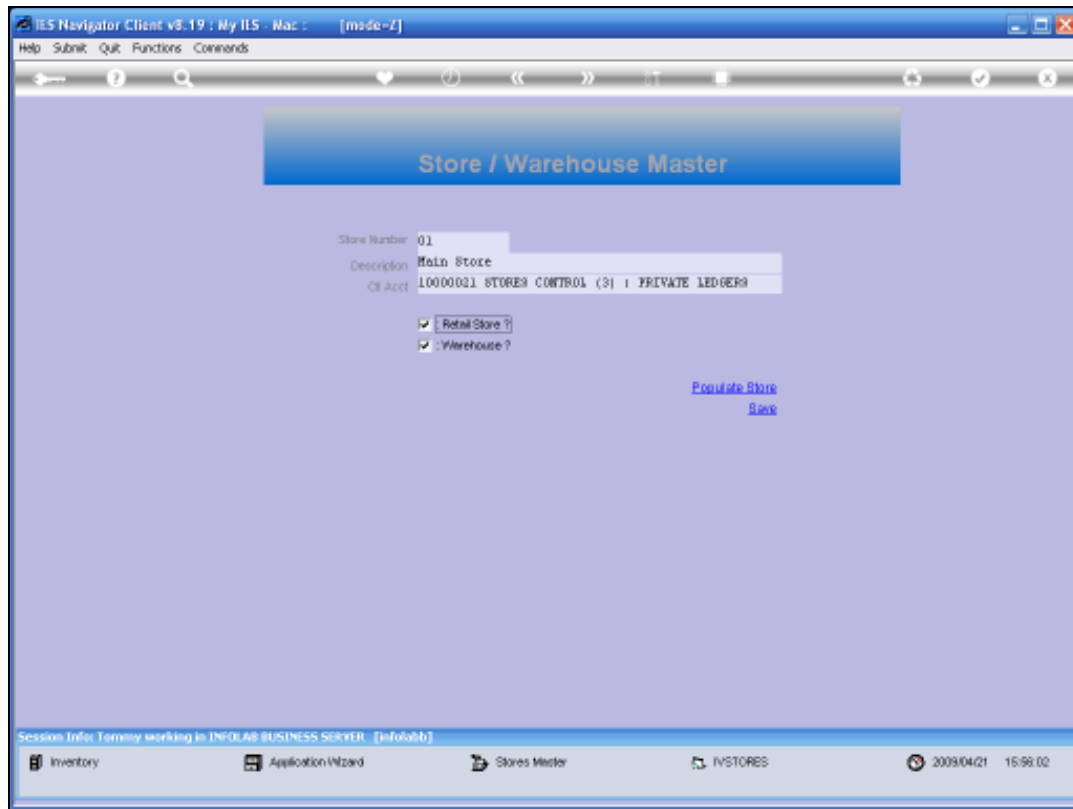 IES Navigator Client v8.19 : My IES - Mac : [mode=Z]
Help Submit Quit Functions Commands
Store / Warehouse Master
Store Number 01
Description Main Store
Ctl Acct 10000021 STORES CONTROL (3) : PRIVATE LEDGERS
: Retail Store ?
: Warehouse ?
Populate Store
Save
Session Info: Tommy working in INFOLAB BUSINESS SERVER [infolabb]
Inventory Application Wizard Stores Master IVSTORES 2009/04/21 15:56:02